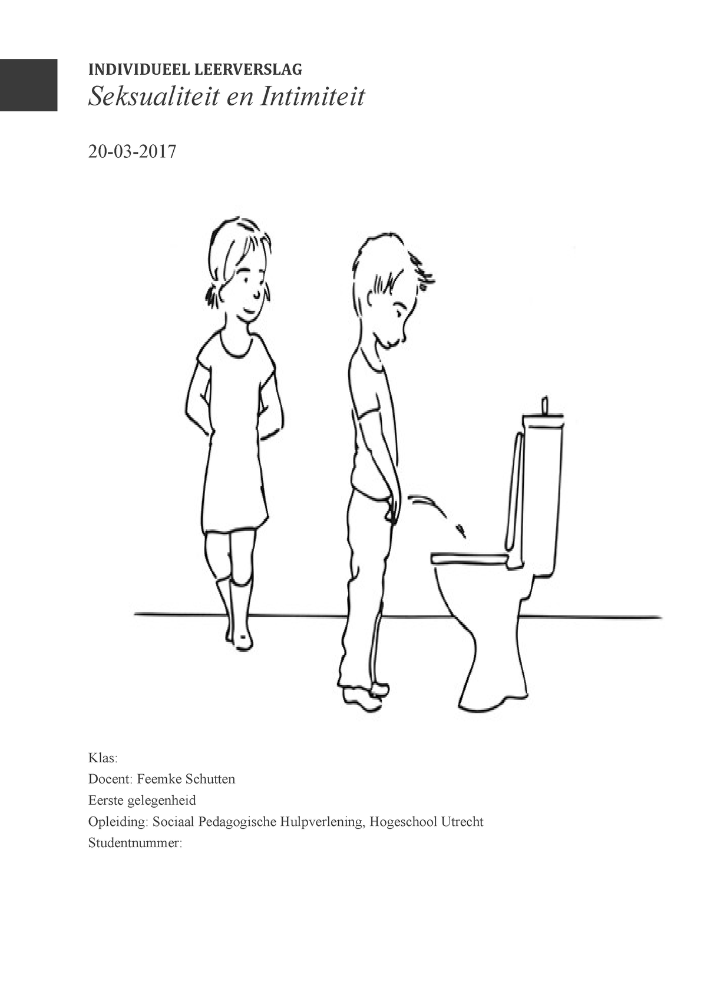 INDIVIDUEEL LEERVERSLAG
Seksualiteit en Intimiteit
20-03-2017
Klas:
Docent: Feemke Schutten
Eerste gelegenheid
Opleiding: Sociaal Pedagogische Hulpverlening, Hogeschool Utrecht
Studentnummer: